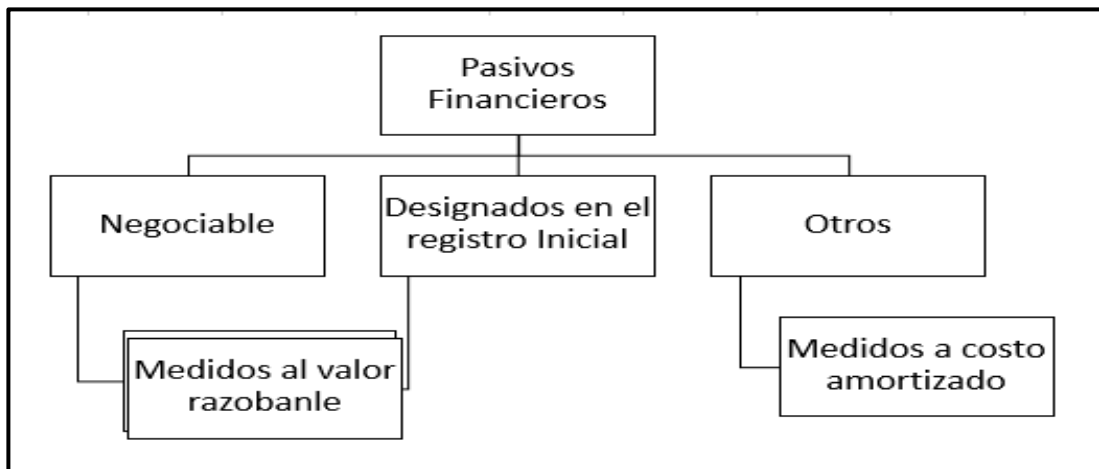 Pasivos
Financieros
Negociable
Designados en el
registro Inicial
Otros
Medidos al valor
razobanle
Medidos a costo
amortizado